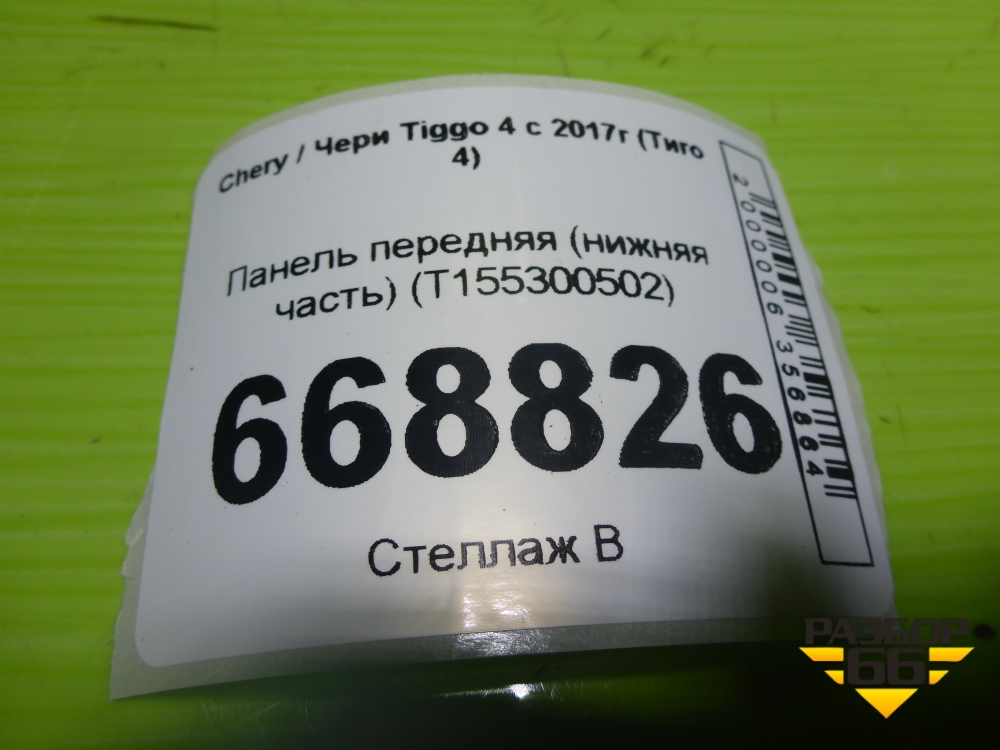 Chery / Чери Tiggo 4 с 2017г (Тиго
4)
Панель передняя (нижняя
часть) (T155300502)
668826
Стеллаж В
2000006356864
РАЗБОР
66